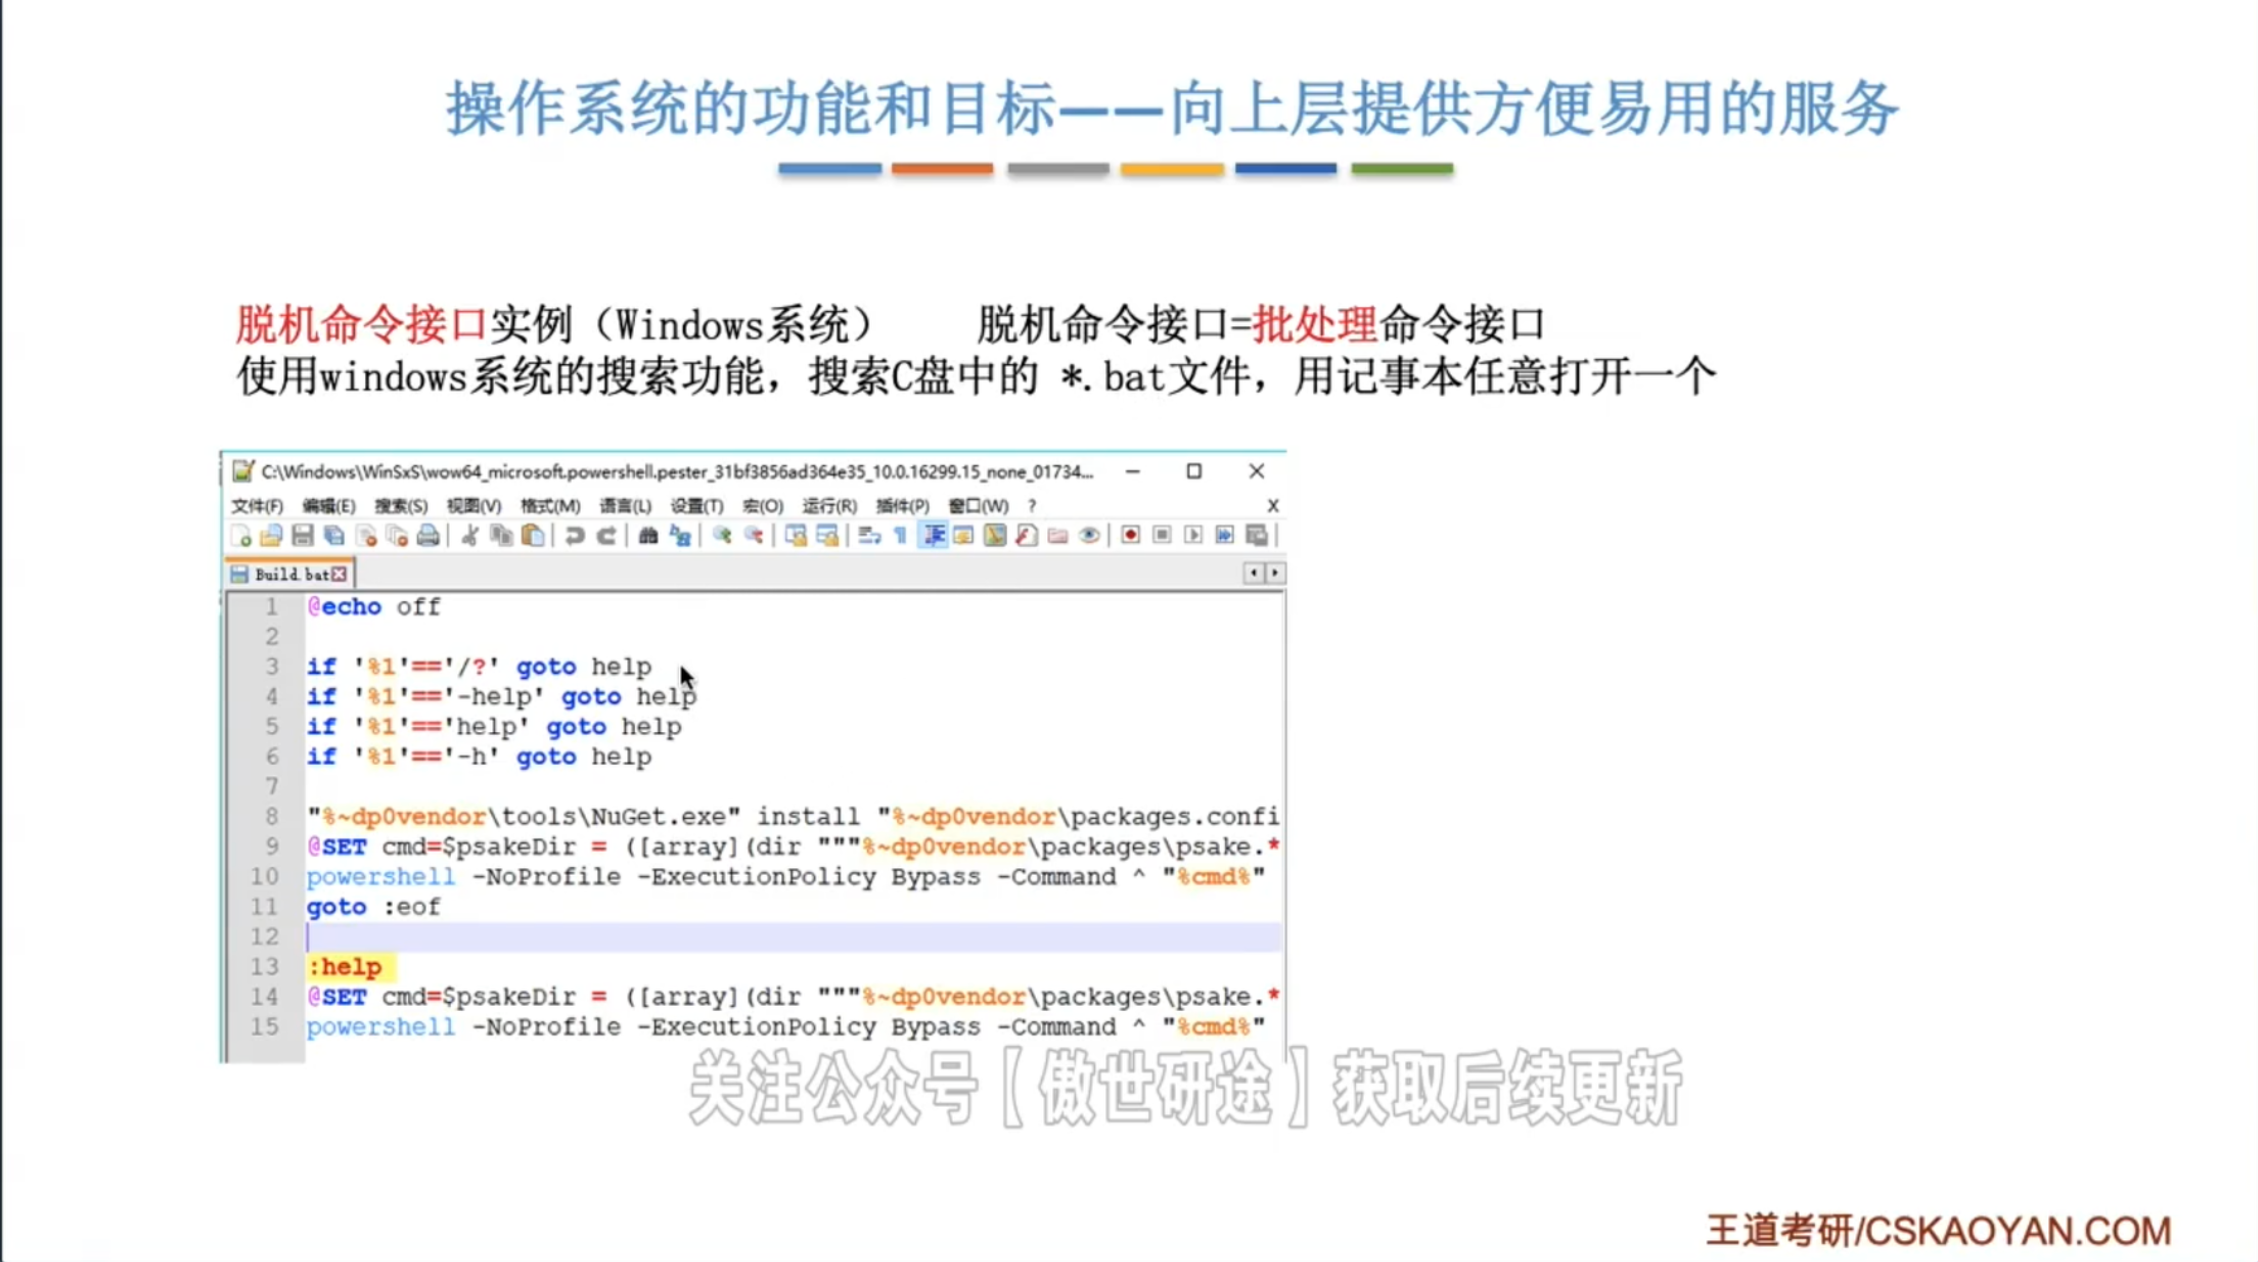 操作系统的功能和目标——向上层提供方便易用的服务
脱机命令接口实例（Windows系统） 脱机命令接口=批处理命令接口
使用windows系统的搜索功能，搜索C盘中的 *.bat文件，用记事本任意打开一个
C:\Windows\WinSxS\wow64_microsoft.powershell.pester_31bf3856ad364e35_10.0.16299.15_none_01734...
文件(F) 编辑(E) 搜索(S) 视图(V) 格式(M) 语言(L) 设置(T) 宏(O) 运行(R) 插件(P) 窗口(W) ? X
Build.bat
1 @echo off
2
3 if '%1'=='/?' goto help
4 if '%1'=='-help' goto help
5 if '%1'=='help' goto help
6 if '%1'=='-h' goto help
7
8 "%~dp0vendor\tools\NuGet.exe" install "%~dp0vendor\packages.confi
9 @SET cmd=$psakeDir = ([array](dir """%~dp0vendor\packages\psake.*
10 powershell -NoProfile -ExecutionPolicy Bypass -Command ^ "%cmd%"
11 goto :eof
12
13 :help
14 @SET cmd=$psakeDir = ([array](dir """%~dp0vendor\packages\psake.*
15 powershell -NoProfile -ExecutionPolicy Bypass -Command ^ "%cmd%"
关注公众号【傲世研途】获取后续更新
王道考研/CSKAOYAN.COM